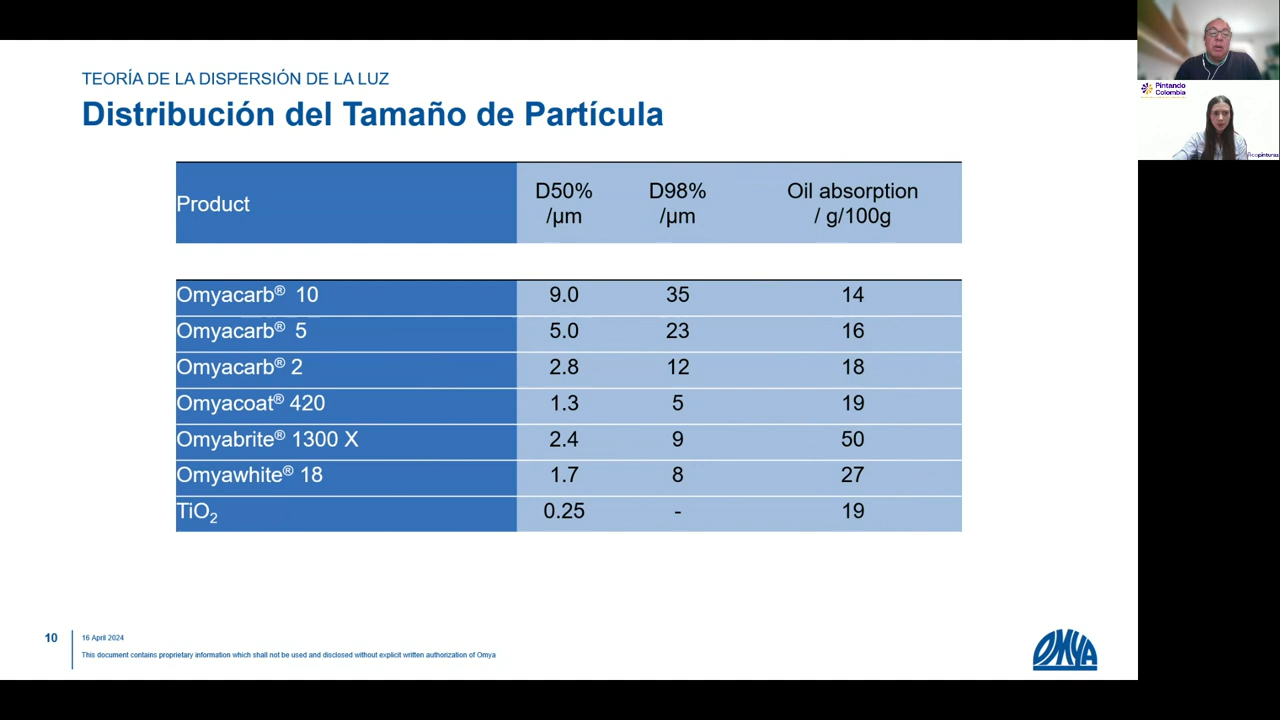 TEORÍA DE LA DISPERSIÓN DE LA LUZ
Distribución del Tamaño de Partícula
Product D50% /µm D98% /µm Oil absorption / g/100g
Omyacarb® 10 9.0 35 14
Omyacarb® 5 5.0 23 16
Omyacarb® 2 2.8 12 18
Omyacoat® 420 1.3 5 19
Omyabrite® 1300 X 2.4 9 50
Omyawhite® 18 1.7 8 27
TiO₂ 0.25 - 19
10 16 April 2024
This document contains proprietary information which shall not be used and disclosed without explicit written authorization of Omya
OMYA
Pintando
Colombia